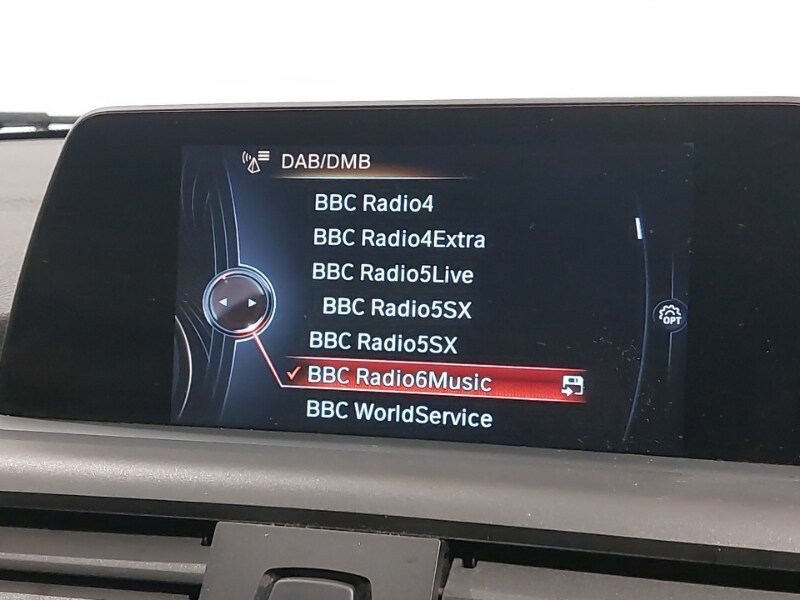 DAB/DMB
BBC Radio4
BBC Radio4Extra
BBC Radio5Live
BBC Radio5SX
BBC Radio5SX
BBC Radio6Music
BBC WorldService
OPT